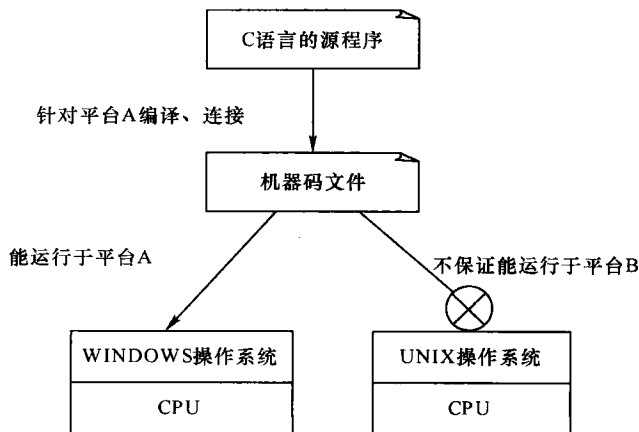 C语言的源程序
针对平台A编译、连接
机器码文件
能运行于平台A
不保证能运行于平台B
WINDOWS操作系统
UNIX操作系统
CPU
CPU